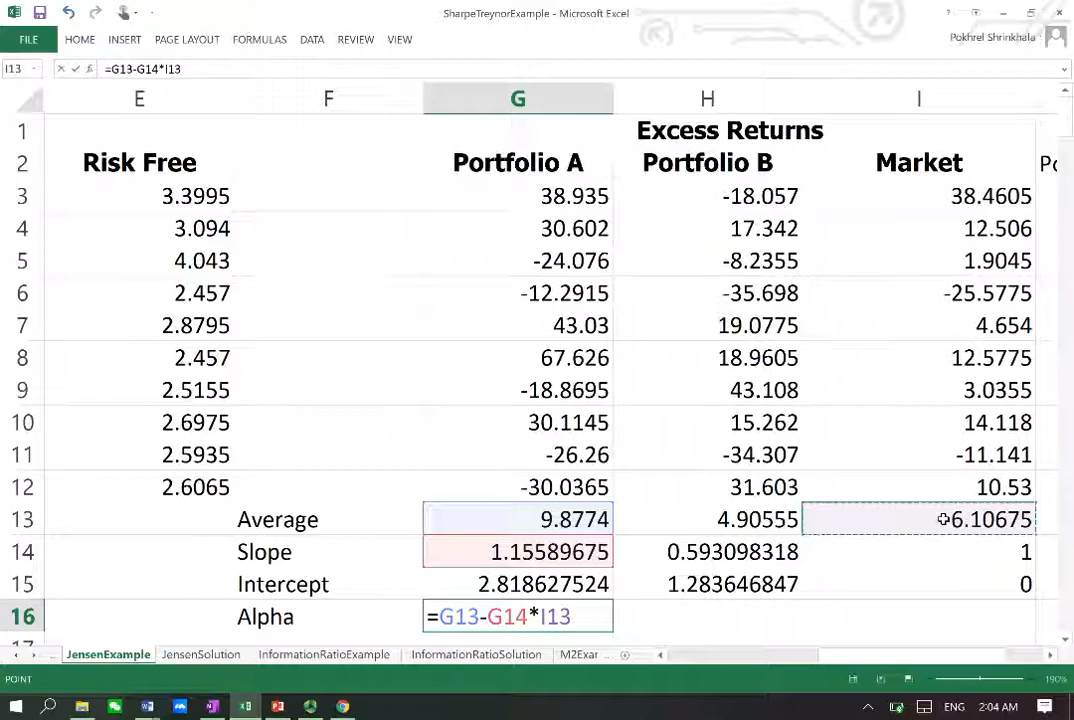 SharpeTreynorExample - Microsoft Excel
?
FILE HOME INSERT PAGE LAYOUT FORMULAS DATA REVIEW VIEW
Pokhrel Shrinkhala
I13 fx =G13-G14*I13
E F G H I
1 Excess Returns
2 Risk Free Portfolio A Portfolio B Market Po
3 3.3995 38.935 -18.057 38.4605
4 3.094 30.602 17.342 12.506
5 4.043 -24.076 -8.2355 1.9045
6 2.457 -12.2915 -35.698 -25.5775
7 2.8795 43.03 19.0775 4.654
8 2.457 67.626 18.9605 12.5775
9 2.5155 -18.8695 43.108 3.0355
10 2.6975 30.1145 15.262 14.118
11 2.5935 -26.26 -34.307 -11.141
12 2.6065 -30.0365 31.603 10.53
13 Average 9.8774 4.90555 6.10675
14 Slope 1.15589675 0.593098318 1
15 Intercept 2.818627524 1.283646847 0
16 Alpha =G13-G14*I13
17
... JensenExample JensenSolution InformationRatioExample InformationRatioSolution M2Exar ...
POINT 190%
ENG 2:04 AM